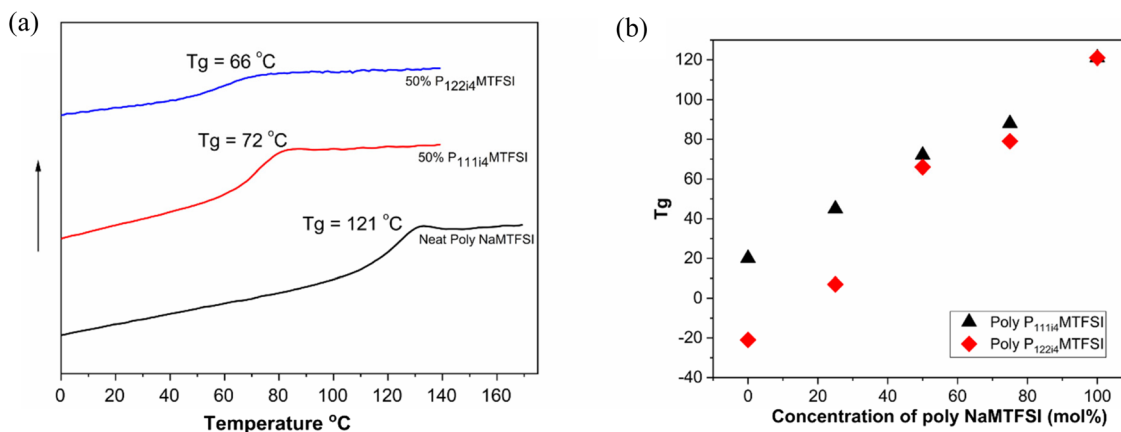 (a)
Tg = 66 °C
50% P122i4MTFSI
Tg = 72 °C
50% P111i4MTFSI
Tg = 121 °C
Neat Poly NaMTFSI
0 20 40 60 80 100 120 140 160
Temperature °C
(b)
120
100
80
60
40
20
0
-20
-40
Tg
Poly P111i4MTFSI
Poly P122i4MTFSI
0 20 40 60 80 100
Concentration of poly NaMTFSI (mol%)